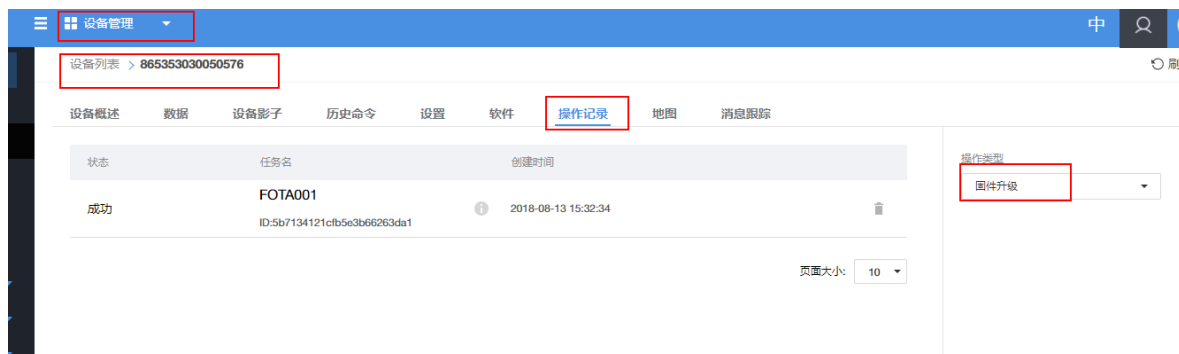 设备管理
中
设备列表 > 865353030050576
刷
设备概述 数据 设备影子 历史命令 设置 软件 操作记录 地图 消息跟踪
状态 任务名 创建时间
操作类型
固件升级
成功 FOTA001 2018-08-13 15:32:34
ID:5b7134121cfb5e3b66263da1
页面大小: 10